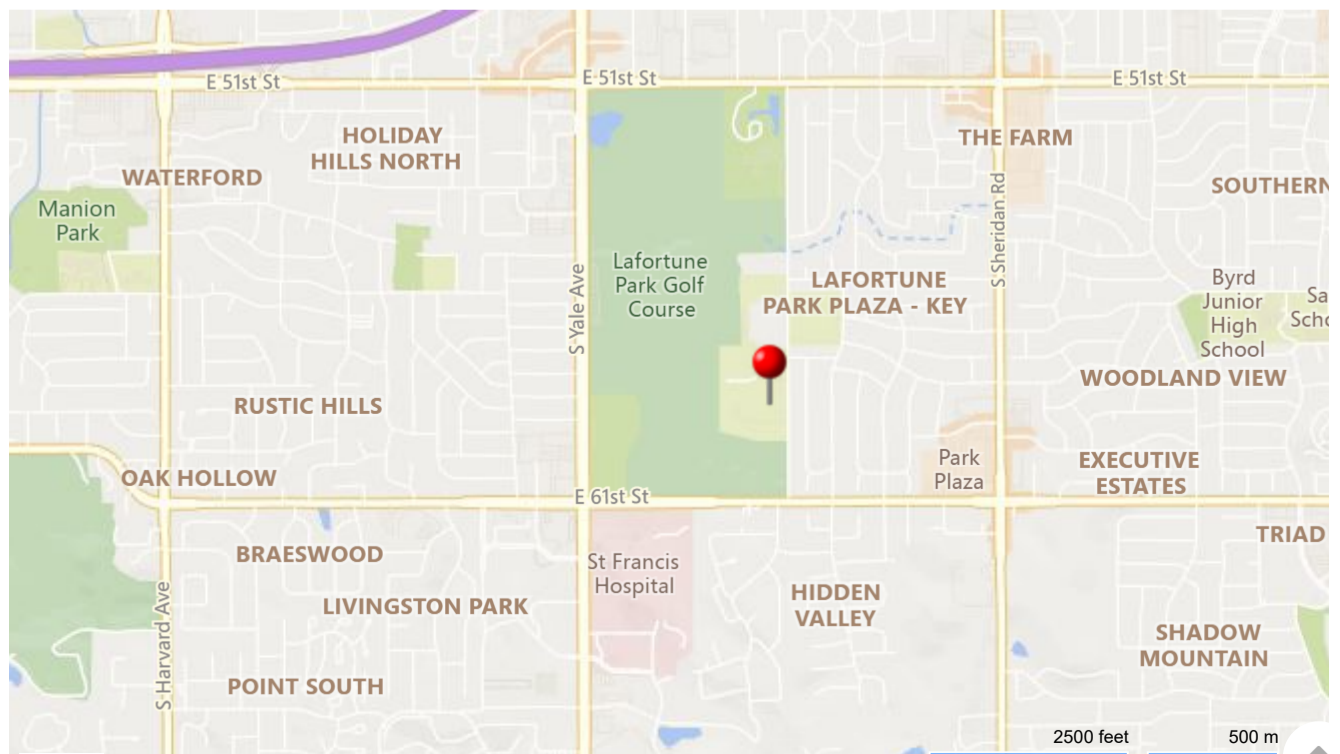 E 51st St
E 51st St
E 51st St
HOLIDAY
HILLS NORTH
THE FARM
WATERFORD
SOUTHERN
Manion
Park
S Sheridan Rd
Lafortune
Park Golf
Course
S Yale Ave
LAFORTUNE
PARK PLAZA - KEY
Byrd
Junior
High
School
Sa
Scho
WOODLAND VIEW
RUSTIC HILLS
OAK HOLLOW
Park
Plaza
EXECUTIVE
ESTATES
E 61st St
TRIAD
BRAESWOOD
St Francis
Hospital
LIVINGSTON PARK
HIDDEN
VALLEY
S Harvard Ave
SHADOW
MOUNTAIN
POINT SOUTH
2500 feet
500 m